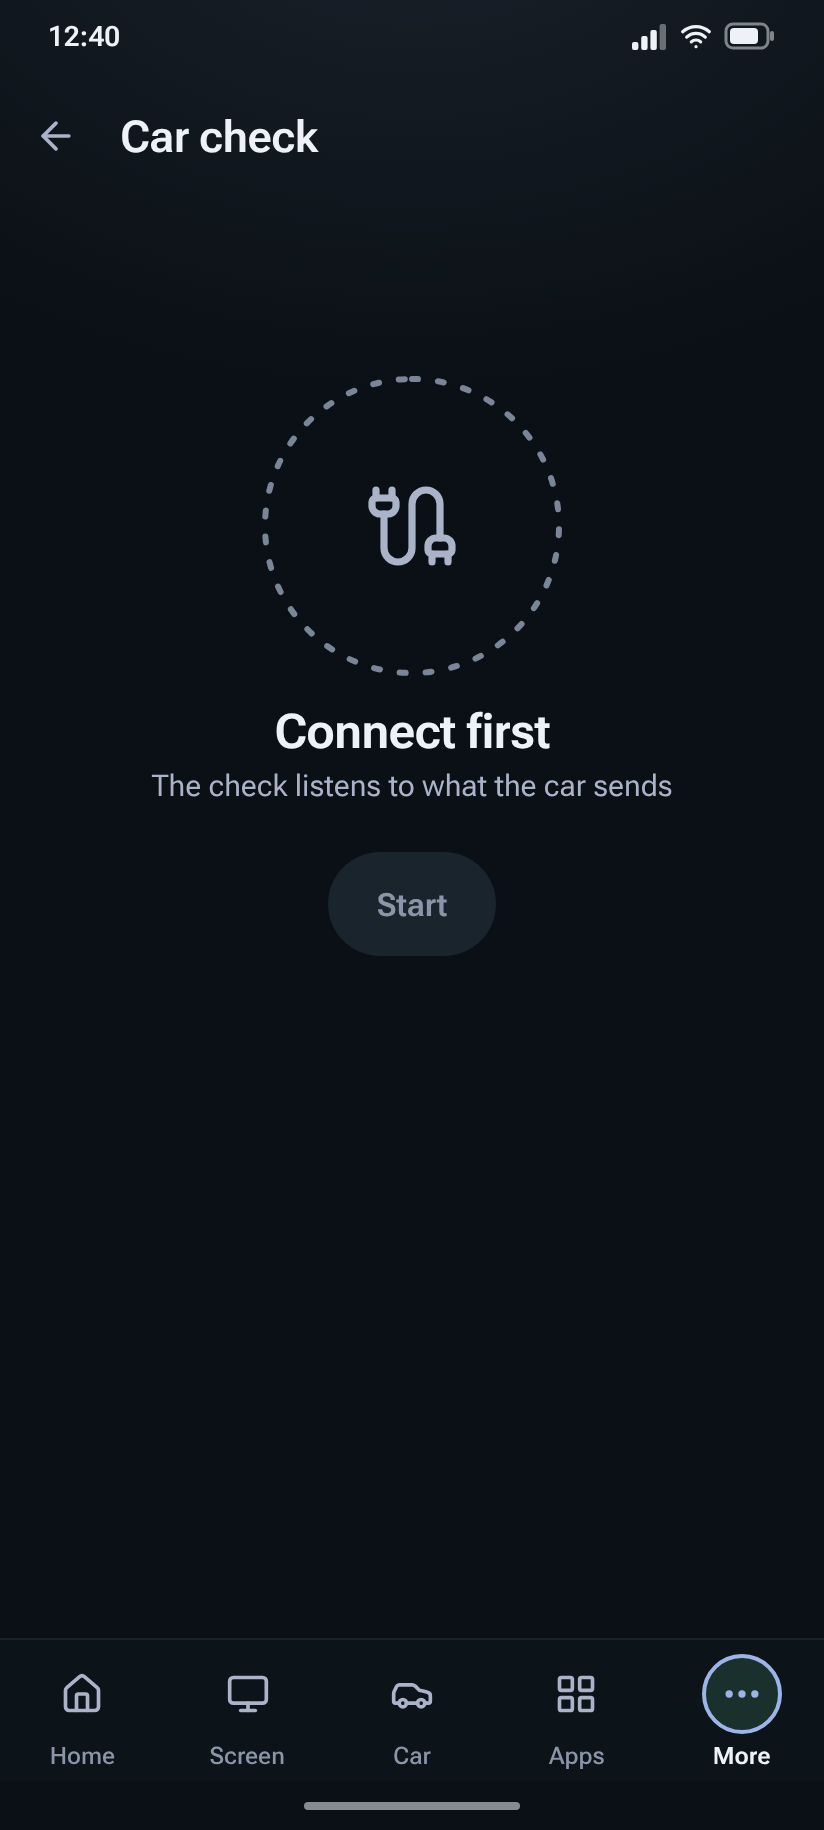 12:40
Car check
Connect first
The check listens to what the car sends
Start
Home
Screen
Car
Apps
More